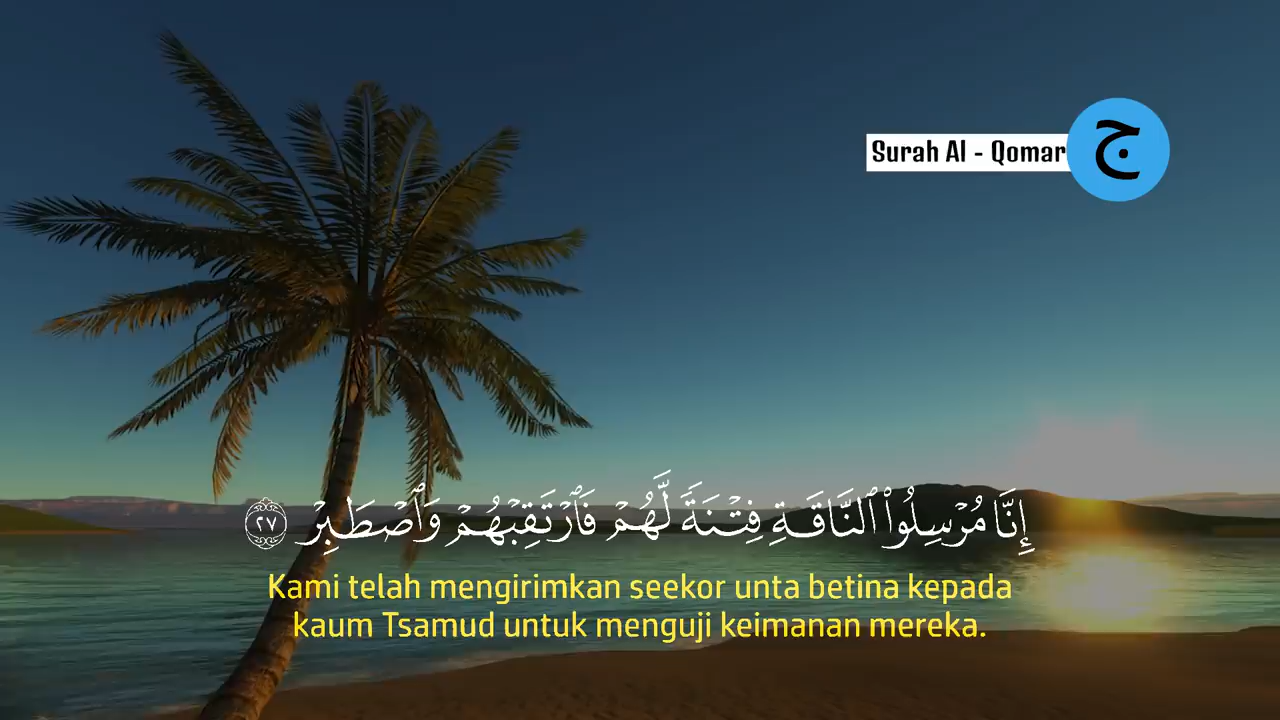 Surah Al - Qomar
ج
إِنَّا مُرْسِلُوا۟ ٱلنَّاقَةِ فِتْنَةً لَّهُمْ فَٱرْتَقِبْهُمْ وَٱصْطَبِرْ ٢٧
Kami telah mengirimkan seekor unta betina kepada
kaum Tsamud untuk menguji keimanan mereka.